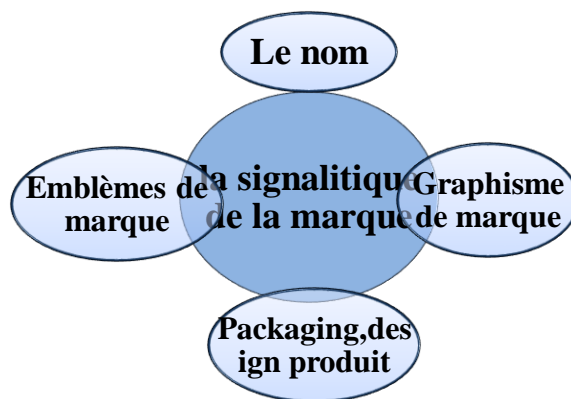 Le nom
la signalitique
de la marque
Emblèmes de
marque
Graphisme
de marque
Packaging,des
ign produit